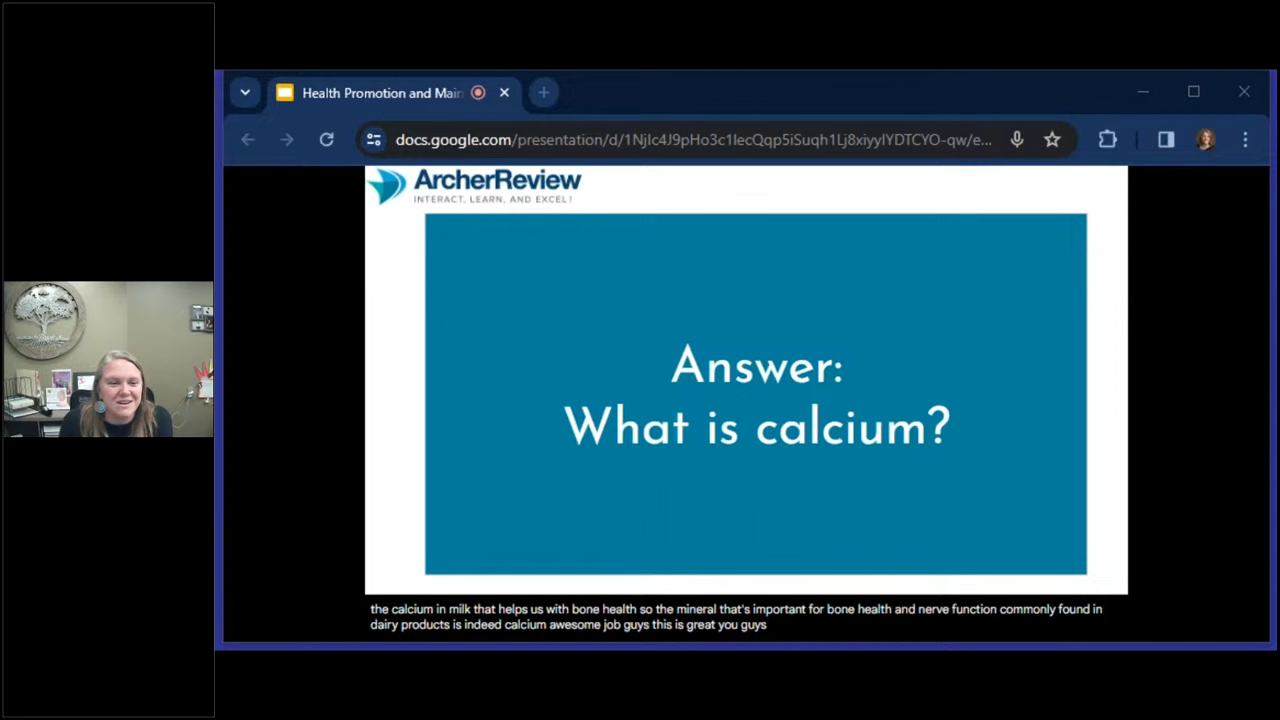 Health Promotion and Main
docs.google.com/presentation/d/1NjIc4J9pHo3c1lecQqp5iSuqh1Lj8xiyylYDTCYO-qw/e...
ArcherReview
INTERACT, LEARN, AND EXCEL!
Answer:
What is calcium?
the calcium in milk that helps us with bone health so the mineral that's important for bone health and nerve function commonly found in
dairy products is indeed calcium awesome job guys this is great you guys